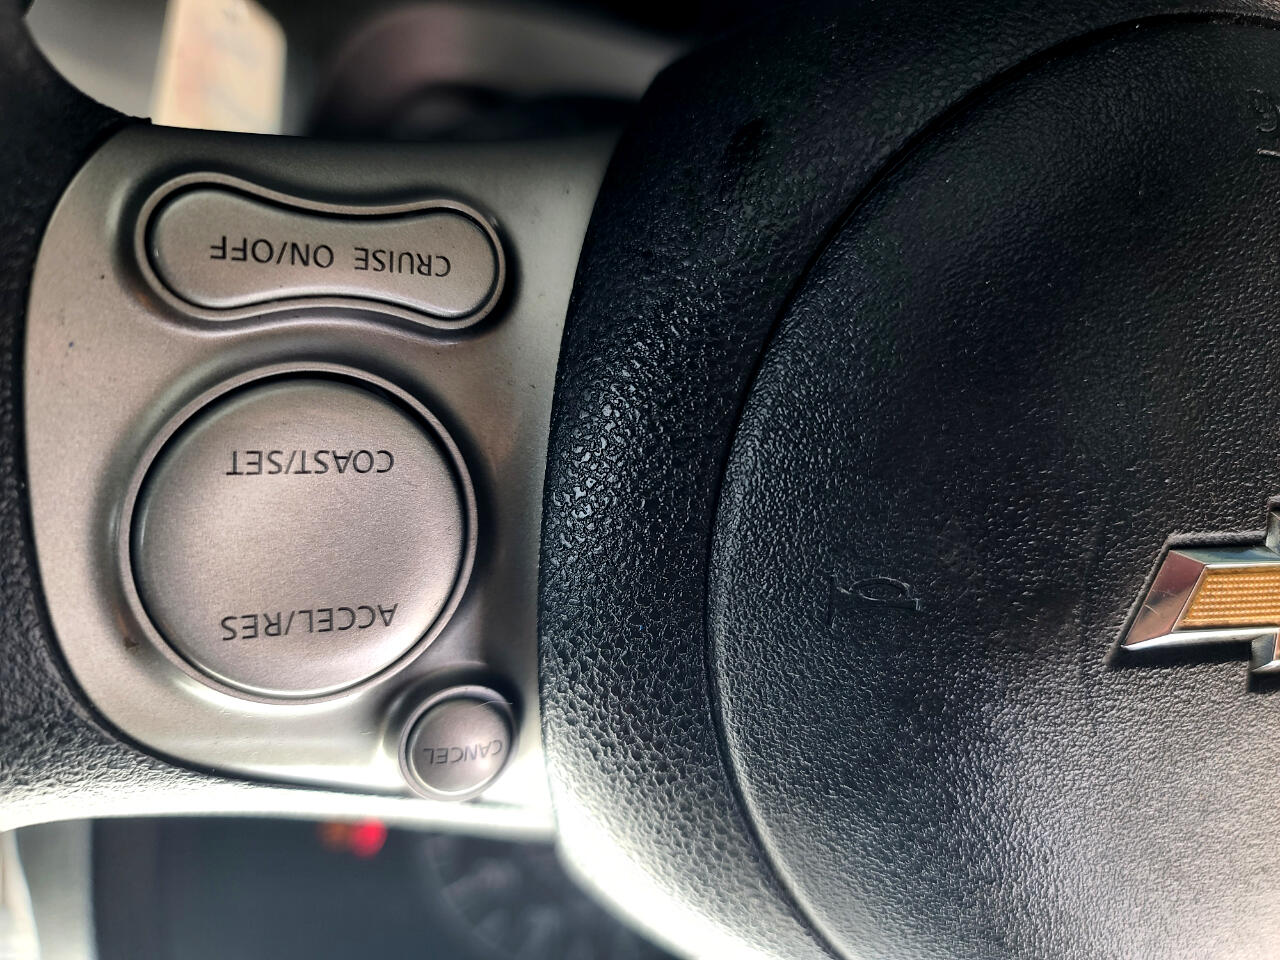 CANCEL
ACCEL/RES
COAST/SET
CRUISE ON/OFF